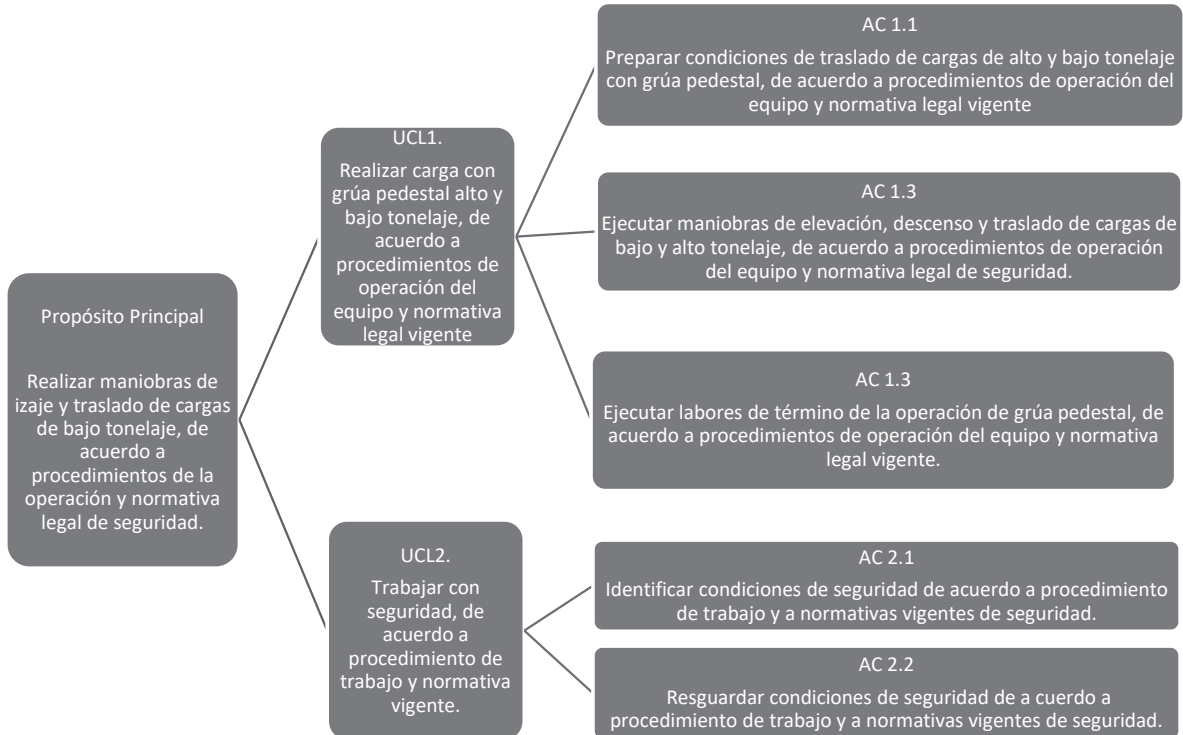 Propósito Principal
Realizar maniobras de
izaje y traslado de cargas
de bajo tonelaje, de
acuerdo a
procedimientos de la
operación y normativa
legal de seguridad.
UCL1.
Realizar carga con
grúa pedestal alto y
bajo tonelaje, de
acuerdo a
procedimientos de
operación del
equipo y normativa
legal vigente
AC 1.1
Preparar condiciones de traslado de cargas de alto y bajo tonelaje
con grúa pedestal, de acuerdo a procedimientos de operación del
equipo y normativa legal vigente
AC 1.3
Ejecutar maniobras de elevación, descenso y traslado de cargas de
bajo y alto tonelaje, de acuerdo a procedimientos de operación
del equipo y normativa legal de seguridad.
AC 1.3
Ejecutar labores de término de la operación de grúa pedestal, de
acuerdo a procedimientos de operación del equipo y normativa
legal vigente.
UCL2.
Trabajar con
seguridad, de
acuerdo a
procedimiento de
trabajo y normativa
vigente.
AC 2.1
Identificar condiciones de seguridad de acuerdo a procedimiento
de trabajo y a normativas vigentes de seguridad.
AC 2.2
Resguardar condiciones de seguridad de a cuerdo a
procedimiento de trabajo y a normativas vigentes de seguridad.